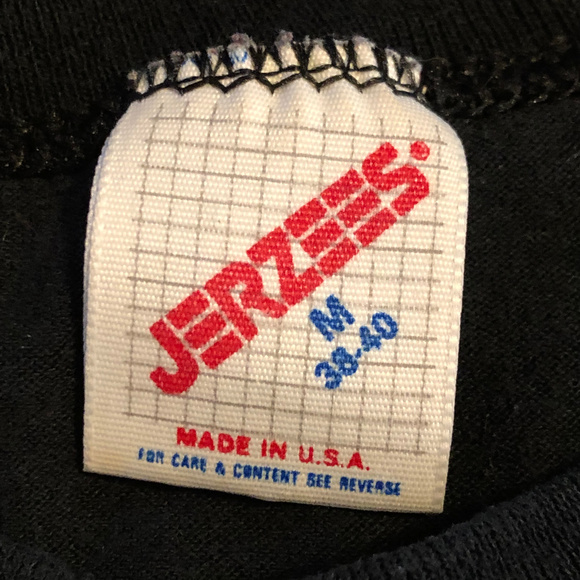 JERZEES
M
38-40
MADE IN U.S.A.
FOR CARE & CONTENT SEE REVERSE